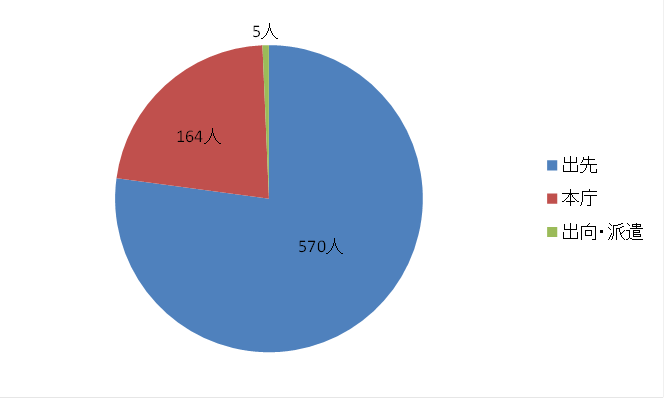 5人
164人
570人
出先
本庁
出向・派遣